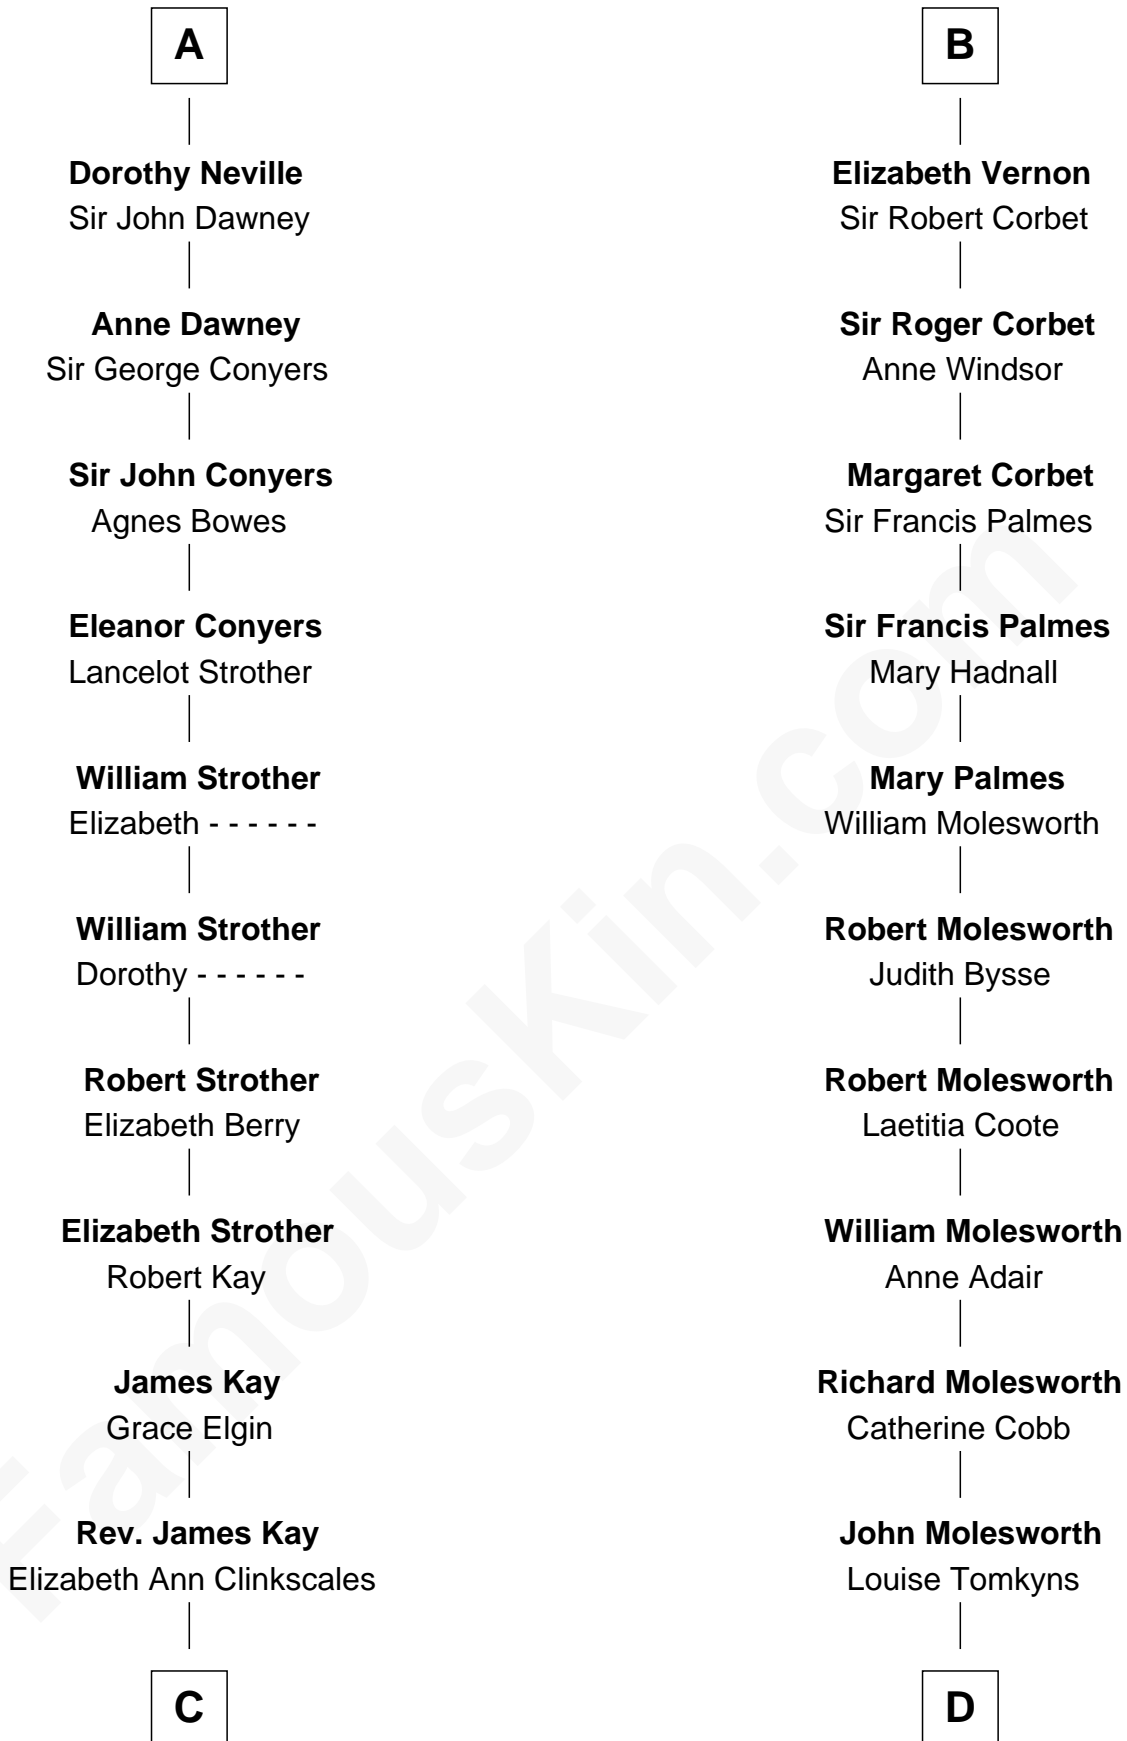 A
Dorothy Neville
Sir John Dawney
Anne Dawney
Sir George Conyers
Sir John Conyers
Agnes Bowes
Eleanor Conyers
Lancelot Strother
William Strother
Elizabeth - - - - - -
William Strother
Dorothy - - - - - -
Robert Strother
Elizabeth Berry
Elizabeth Strother
Robert Kay
James Kay
Grace Elgin
Rev. James Kay
Elizabeth Ann Clinkscales
C
B
Elizabeth Vernon
Sir Robert Corbet
Sir Roger Corbet
Anne Windsor
Margaret Corbet
Sir Francis Palmes
Sir Francis Palmes
Mary Hadnall
Mary Palmes
William Molesworth
Robert Molesworth
Judith Bysse
Robert Molesworth
Laetitia Coote
William Molesworth
Anne Adair
Richard Molesworth
Catherine Cobb
John Molesworth
Louise Tomkyns
D
FamousKin.com